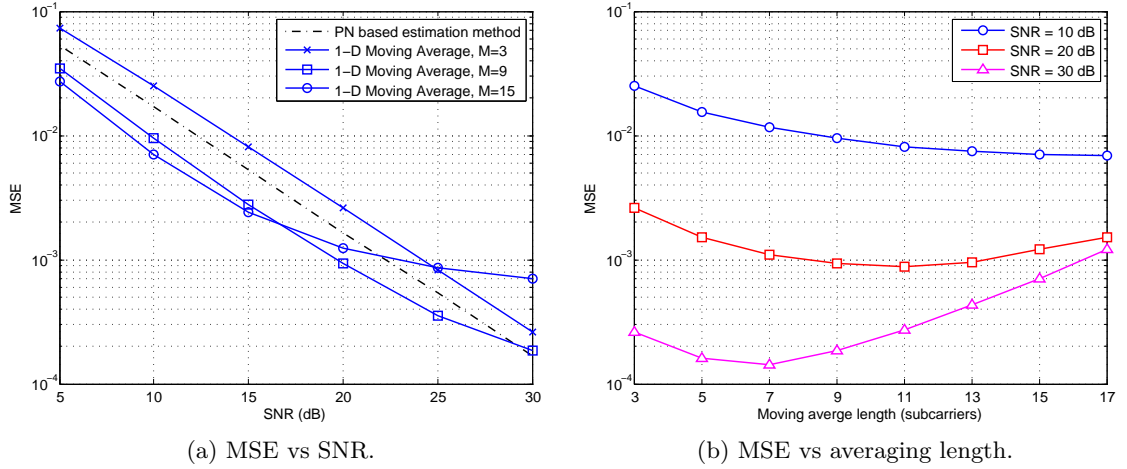 10⁻¹
10⁻²
10⁻³
10⁻⁴
MSE
5 10 15 20 25 30
SNR (dB)
PN based estimation method
1−D Moving Average, M=3
1−D Moving Average, M=9
1−D Moving Average, M=15
(a) MSE vs SNR.
10⁻¹
10⁻²
10⁻³
10⁻⁴
MSE
3 5 7 9 11 13 15 17
Moving averge length (subcarriers)
SNR = 10 dB
SNR = 20 dB
SNR = 30 dB
(b) MSE vs averaging length.